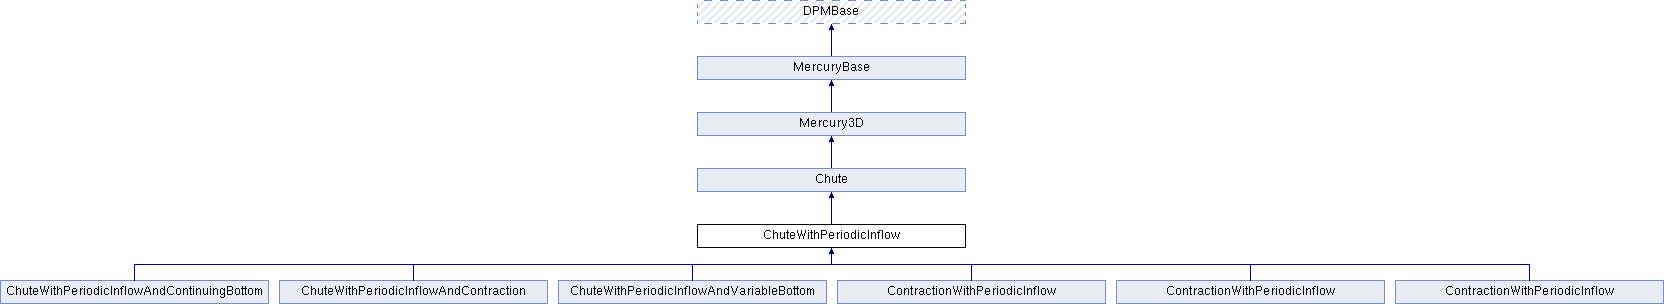 DPMBase
MercuryBase
Mercury3D
Chute
ChuteWithPeriodicInflow
ChuteWithPeriodicInflowAndContinuingBottom
ChuteWithPeriodicInflowAndContraction
ChuteWithPeriodicInflowAndVariableBottom
ContractionWithPeriodicInflow
ContractionWithPeriodicInflow
ContractionWithPeriodicInflow